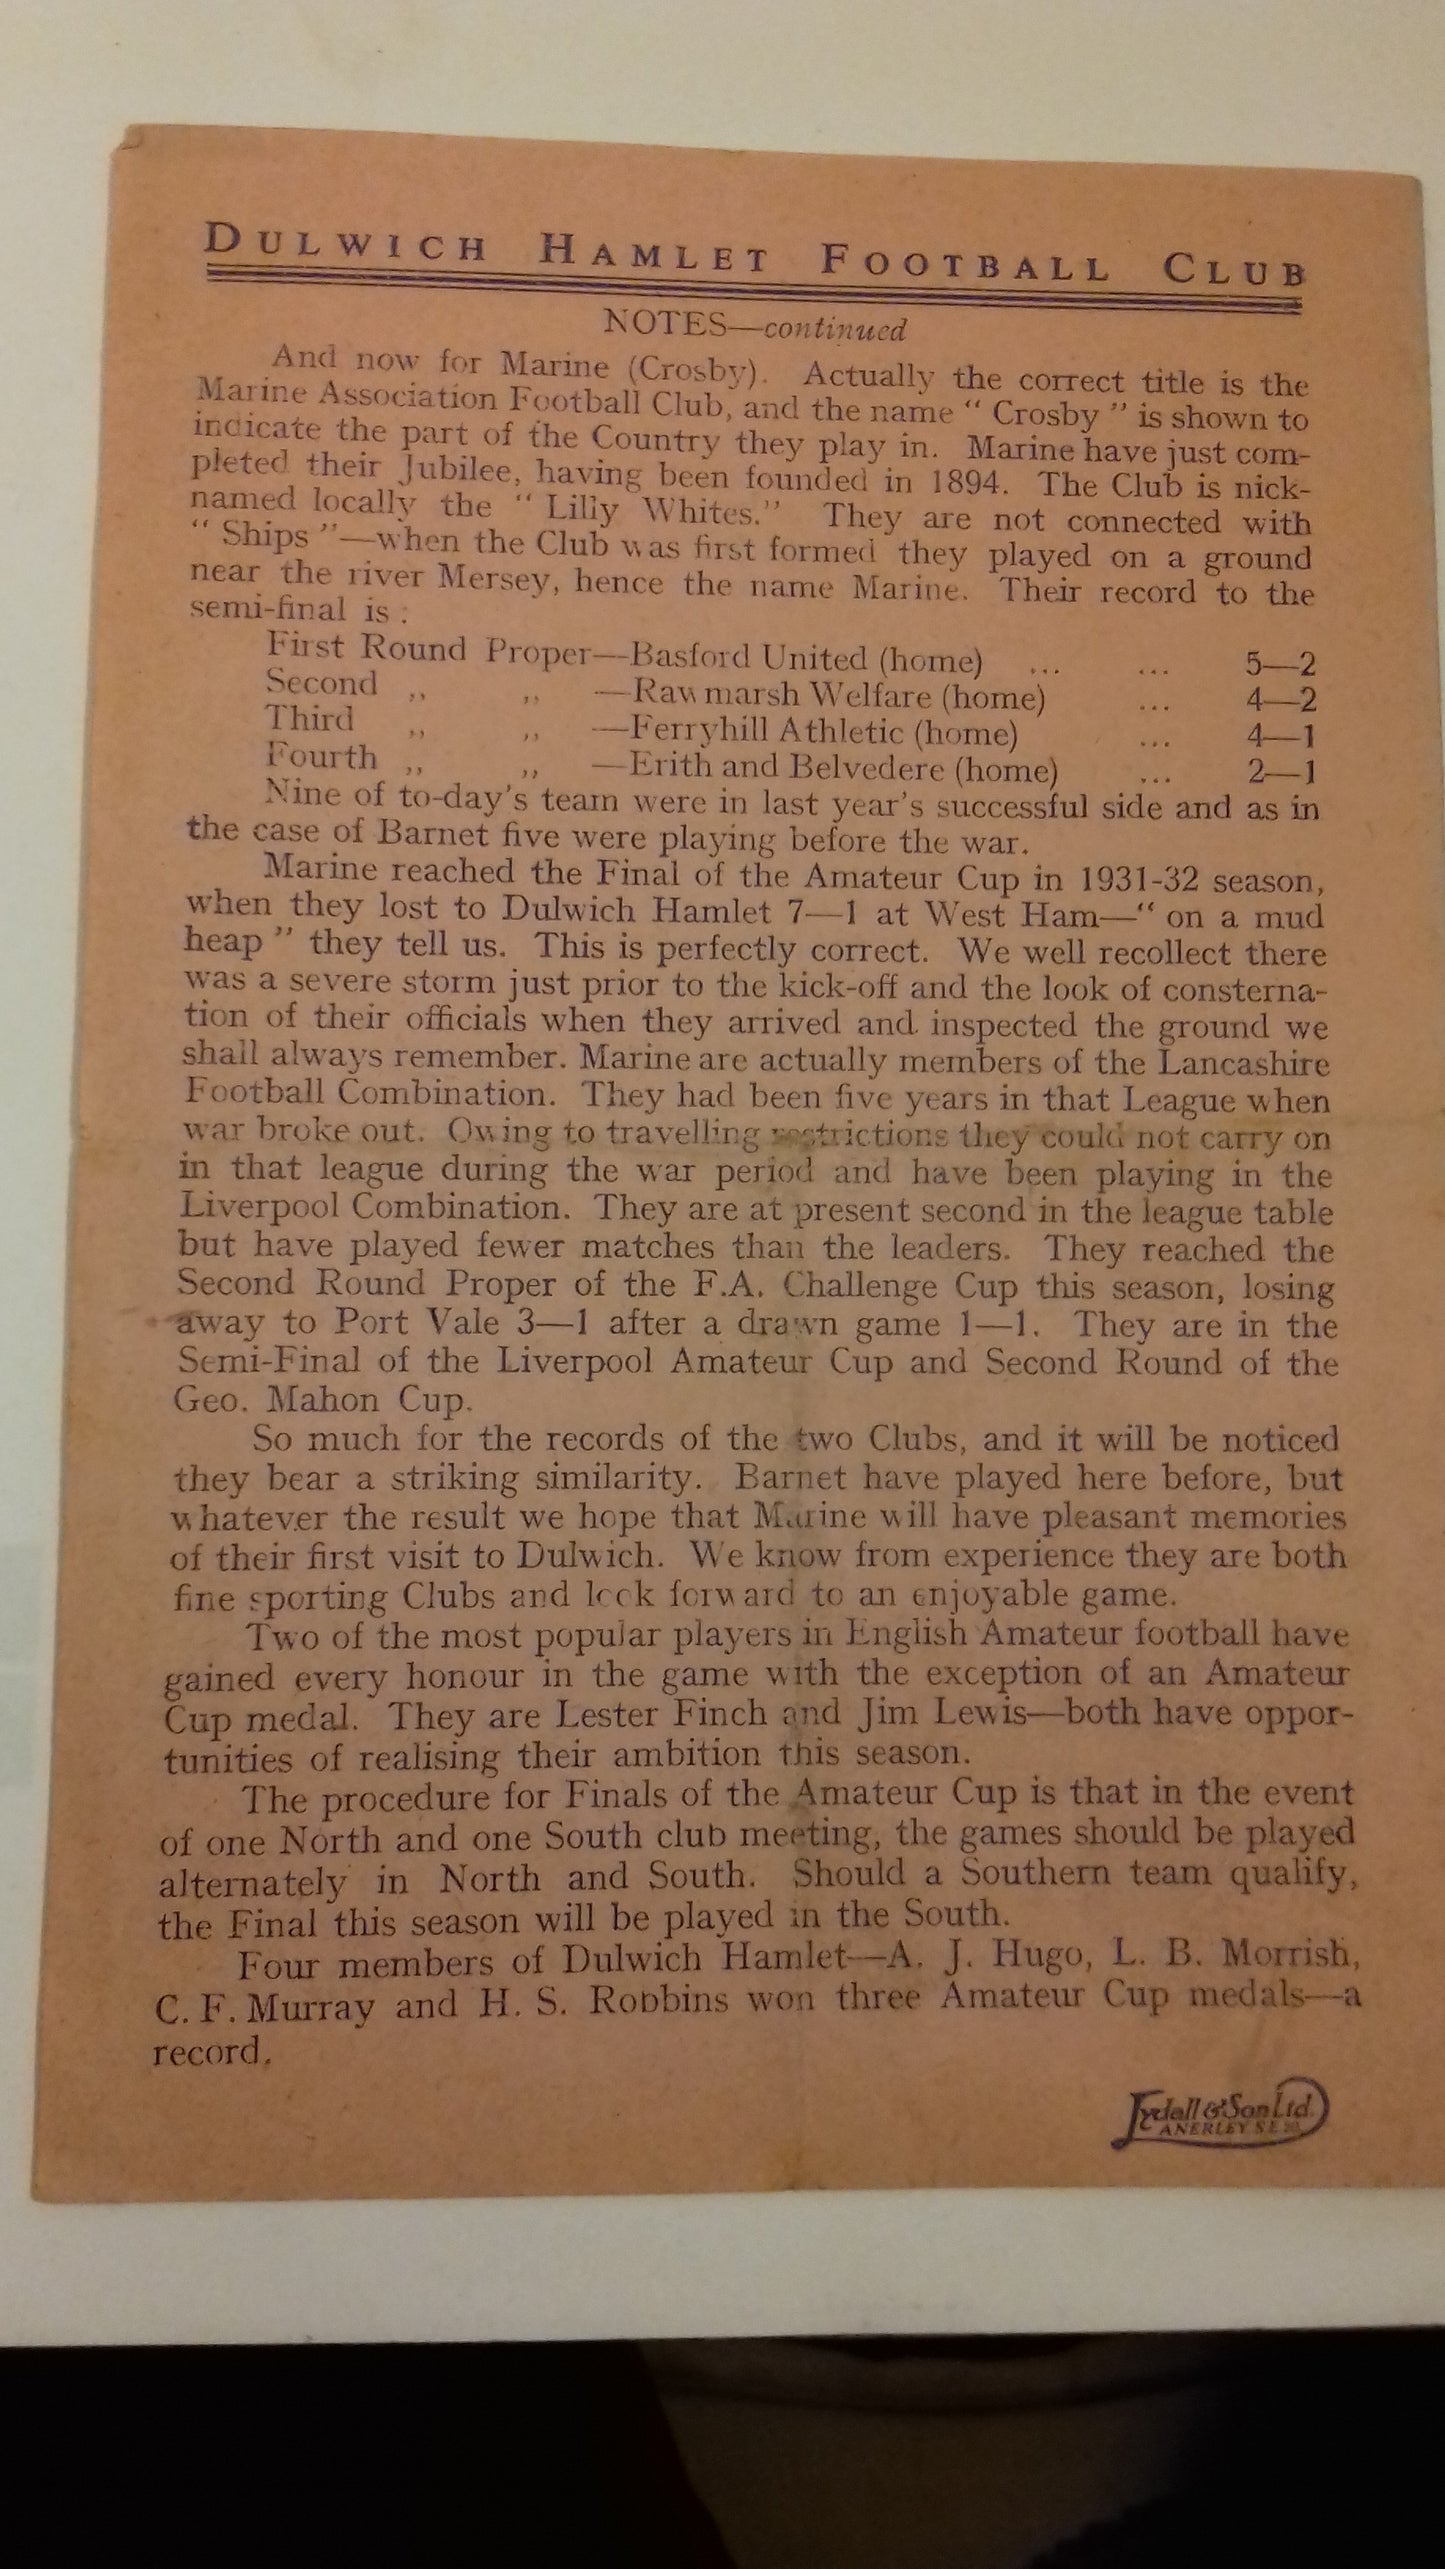 DULWICH HAMLET FOOTBALL CLUB
NOTES—continued
And now for Marine (Crosby). Actually the correct title is the
Marine Association Football Club, and the name “ Crosby ” is shown to
indicate the part of the Country they play in. Marine have just com-
pleted their Jubilee, having been founded in 1894. The Club is nick-
named locally the “ Lilly Whites.” They are not connected with
“ Ships ”—when the Club was first formed they played on a ground
near the river Mersey, hence the name Marine. Their record to the
semi-final is :
First Round Proper—Basford United (home) ... ... 5—2
Second ,, ,, —Rawmarsh Welfare (home) ... 4—2
Third ,, ,, —Ferryhill Athletic (home) ... 4—1
Fourth ,, ,, —Erith and Belvedere (home) ... 2—1
Nine of to-day’s team were in last year’s successful side and as in
the case of Barnet five were playing before the war.
Marine reached the Final of the Amateur Cup in 1931-32 season,
when they lost to Dulwich Hamlet 7—1 at West Ham—“ on a mud
heap ” they tell us. This is perfectly correct. We well recollect there
was a severe storm just prior to the kick-off and the look of consterna-
tion of their officials when they arrived and inspected the ground we
shall always remember. Marine are actually members of the Lancashire
Football Combination. They had been five years in that League when
war broke out. Owing to travelling restrictions they could not carry on
in that league during the war period and have been playing in the
Liverpool Combination. They are at present second in the league table
but have played fewer matches than the leaders. They reached the
Second Round Proper of the F.A. Challenge Cup this season, losing
away to Port Vale 3—1 after a drawn game 1—1. They are in the
Semi-Final of the Liverpool Amateur Cup and Second Round of the
Geo. Mahon Cup.
So much for the records of the two Clubs, and it will be noticed
they bear a striking similarity. Barnet have played here before, but
whatever the result we hope that Marine will have pleasant memories
of their first visit to Dulwich. We know from experience they are both
fine sporting Clubs and look forward to an enjoyable game.
Two of the most popular players in English Amateur football have
gained every honour in the game with the exception of an Amateur
Cup medal. They are Lester Finch and Jim Lewis—both have oppor-
tunities of realising their ambition this season.
The procedure for Finals of the Amateur Cup is that in the event
of one North and one South club meeting, the games should be played
alternately in North and South. Should a Southern team qualify,
the Final this season will be played in the South.
Four members of Dulwich Hamlet—A. J. Hugo, L. B. Morrish,
C. F. Murray and H. S. Robbins won three Amateur Cup medals—a
record.
Lydall & Son Ltd.
ANERLEY S.E.